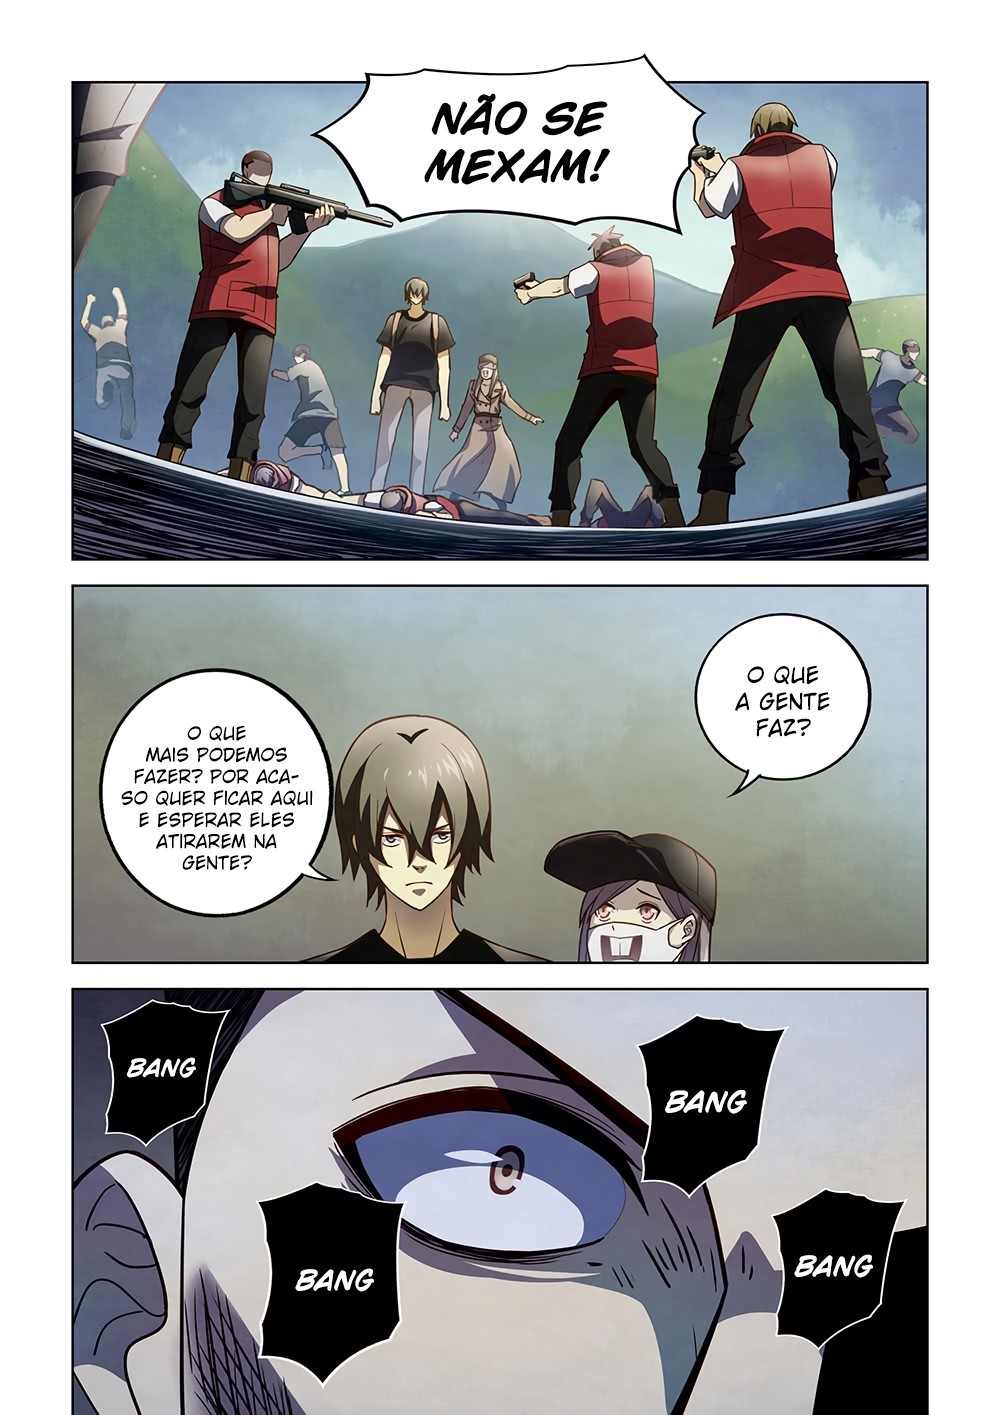 NÃO SE
MEXAM!
O QUE
A GENTE
FAZ?
O QUE
MAIS PODEMOS
FAZER? POR ACA-
SO QUER FICAR AQUI
E ESPERAR ELES
ATIRAREM NA
GENTE?
BANG
BANG
BANG
BANG